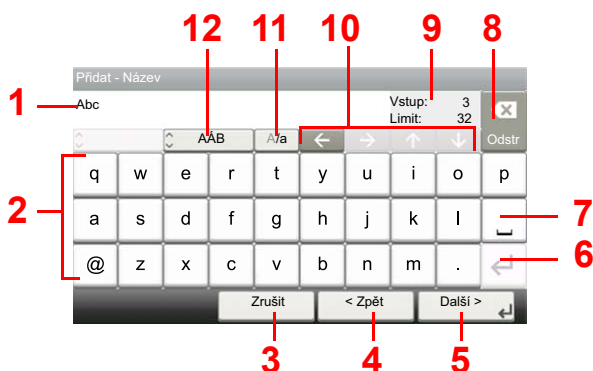 12 11 10 9 8
Přidat - Název
1 Abc Vstup: 3
Limit: 32
AÁB A/a ← → ↑ ↓ Odstr
2 q w e r t y u i o p
a s d f g h j k l 7
@ z x c v b n m . 6
Zrušit < Zpět Další >
3 4 5